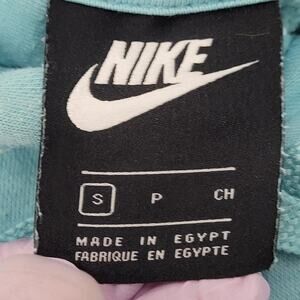 NIKE
S P CH
MADE IN EGYPT
FABRIQUE EN EGYPTE